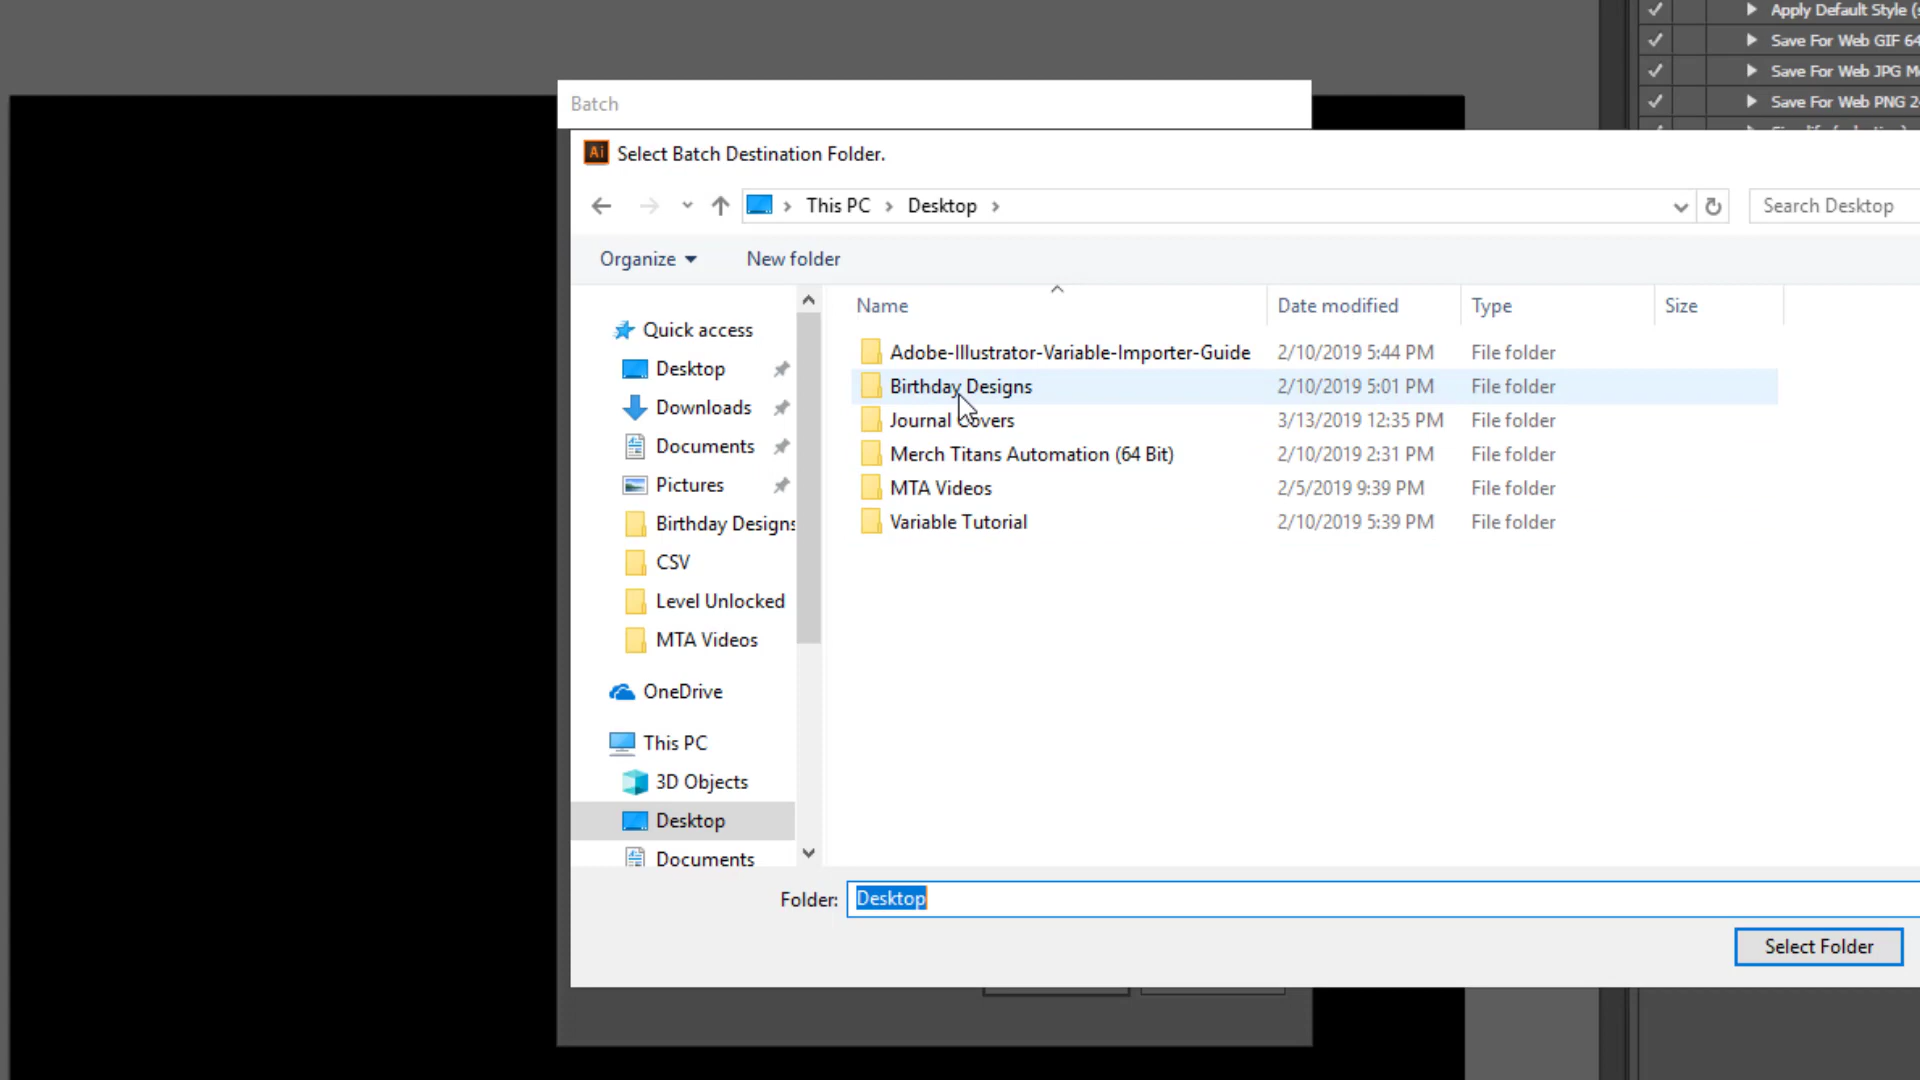 Apply Default Style (s
Save For Web GIF 64
Save For Web JPG M
Save For Web PNG 2
Batch
Ai Select Batch Destination Folder.
This PC Desktop
Search Desktop
Organize New folder
Name Date modified Type Size
Quick access
Desktop
Downloads
Documents
Pictures
Birthday Designs
CSV
Level Unlocked
MTA Videos
OneDrive
This PC
3D Objects
Desktop
Documents
Adobe-Illustrator-Variable-Importer-Guide 2/10/2019 5:44 PM File folder
Birthday Designs 2/10/2019 5:01 PM File folder
Journal Covers 3/13/2019 12:35 PM File folder
Merch Titans Automation (64 Bit) 2/10/2019 2:31 PM File folder
MTA Videos 2/5/2019 9:39 PM File folder
Variable Tutorial 2/10/2019 5:39 PM File folder
Folder: Desktop
Select Folder